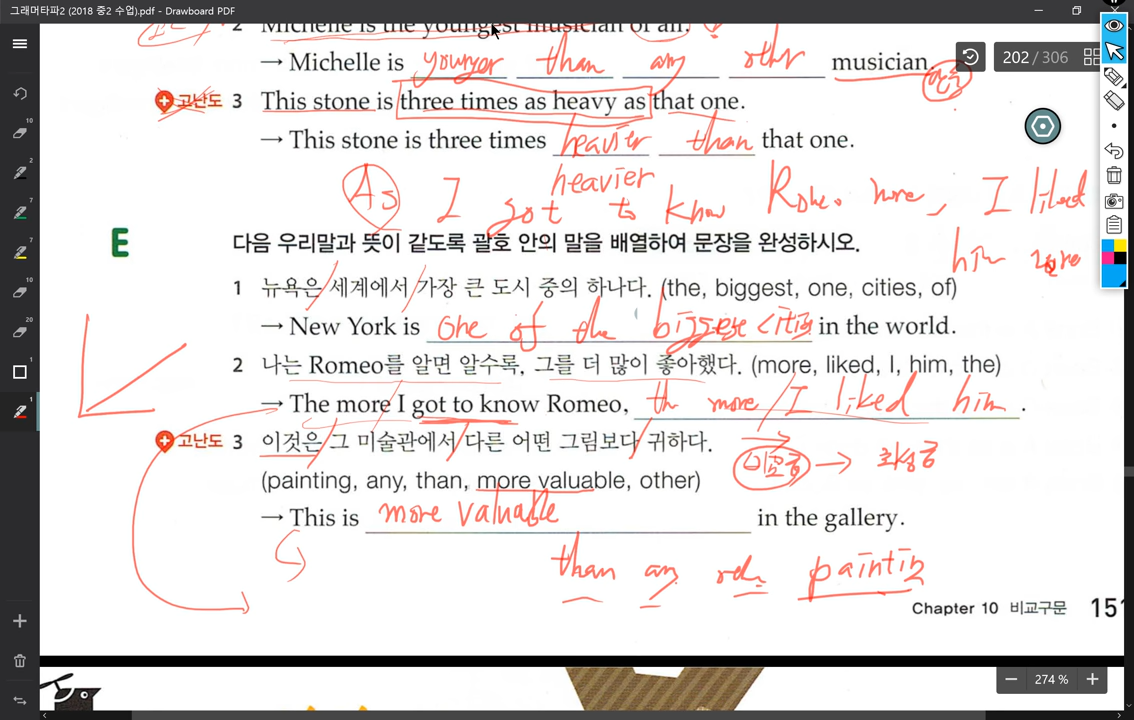 그래머타파2 (2018 중2 수업).pdf - Drawboard PDF
2 Michelle is the youngest musician of all.
→ Michelle is younger than any other musician.
202 / 306
고난도 3 This stone is three times as heavy as that one.
→ This stone is three times heavier than that one.
heavier
As I got to know Romeo more, I liked
him more
E 다음 우리말과 뜻이 같도록 괄호 안의 말을 배열하여 문장을 완성하시오.
1 뉴욕은 세계에서 가장 큰 도시 중의 하나다. (the, biggest, one, cities, of)
→ New York is one of the biggest cities in the world.
2 나는 Romeo를 알면 알수록, 그를 더 많이 좋아했다. (more, liked, I, him, the)
→ The more I got to know Romeo, th more I liked him .
고난도 3 이것은 그 미술관에서 다른 어떤 그림보다 귀하다.
(painting, any, than, more valuable, other)
→ This is more valuable in the gallery.
than any other painting
Chapter 10 비교구문 151
274 %
10
2
7
7
10
20
1
1